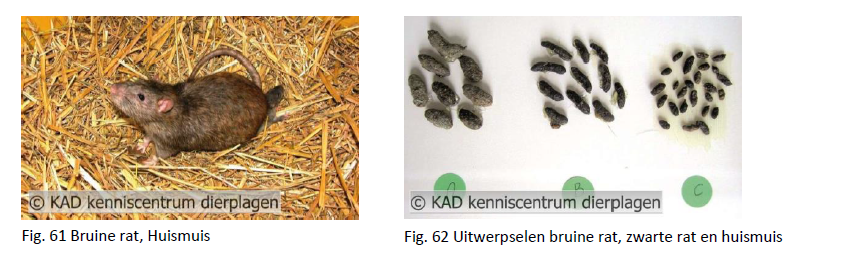 A
B
C
© KAD kenniscentrum dierplagen
© KAD kenniscentrum dierplagen
Fig. 61 Bruine rat, Huismuis
Fig. 62 Uitwerpselen bruine rat, zwarte rat en huismuis